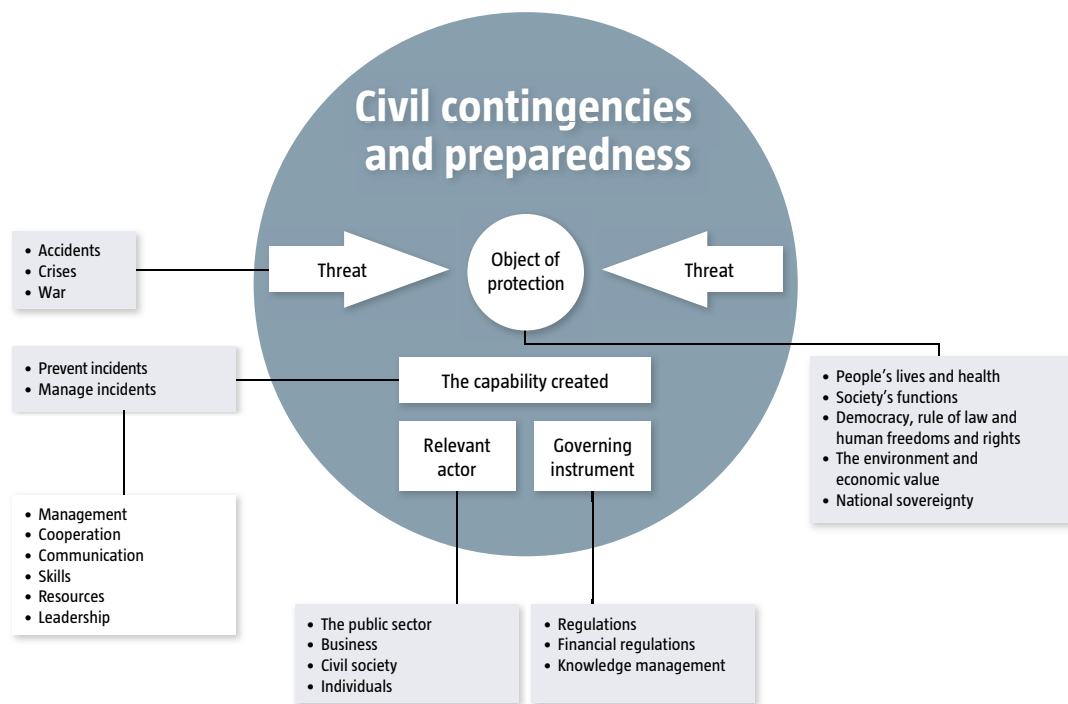 Civil contingencies
and preparedness
• Accidents
• Crises
• War
Threat
Object of
protection
Threat
• Prevent incidents
• Manage incidents
The capability created
• People’s lives and health
• Society’s functions
• Democracy, rule of law and
human freedoms and rights
• The environment and
economic value
• National sovereignty
Relevant
actor
Governing
instrument
• Management
• Cooperation
• Communication
• Skills
• Resources
• Leadership
• The public sector
• Business
• Civil society
• Individuals
• Regulations
• Financial regulations
• Knowledge management